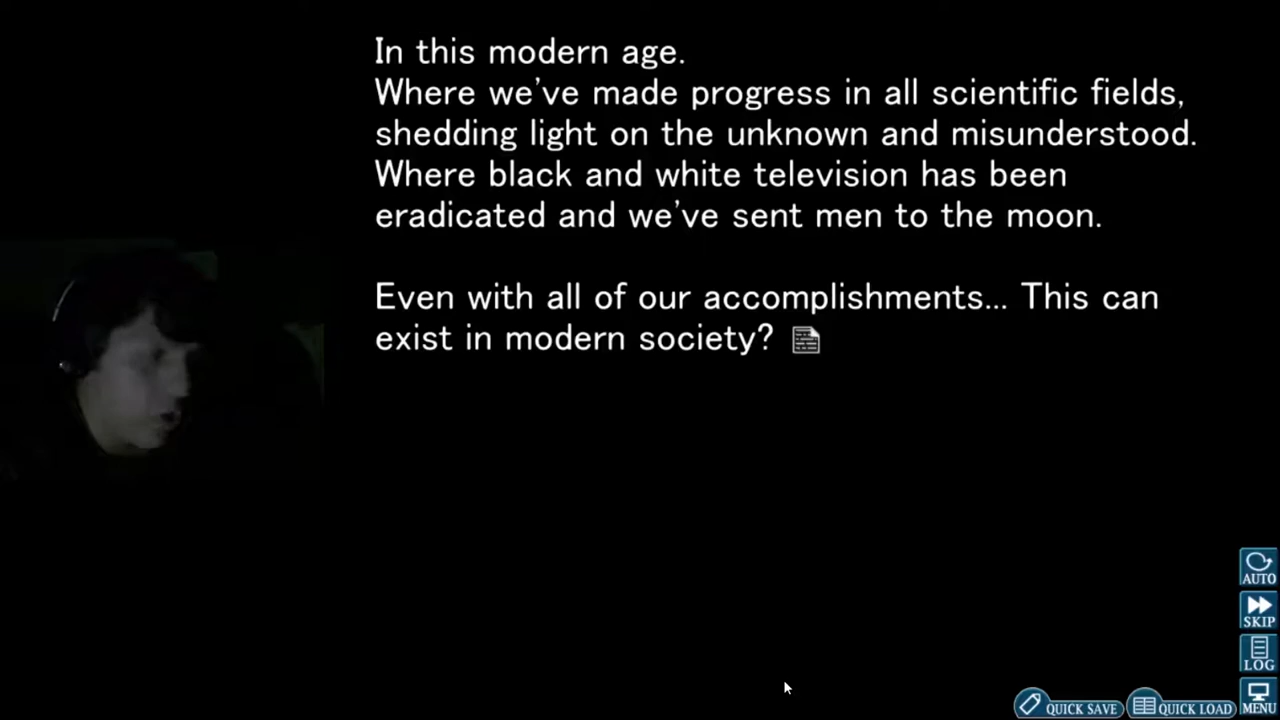 In this modern age.
Where we've made progress in all scientific fields,
shedding light on the unknown and misunderstood.
Where black and white television has been
eradicated and we've sent men to the moon.
Even with all of our accomplishments... This can
exist in modern society?
AUTO
SKIP
LOG
MENU
QUICK SAVE
QUICK LOAD